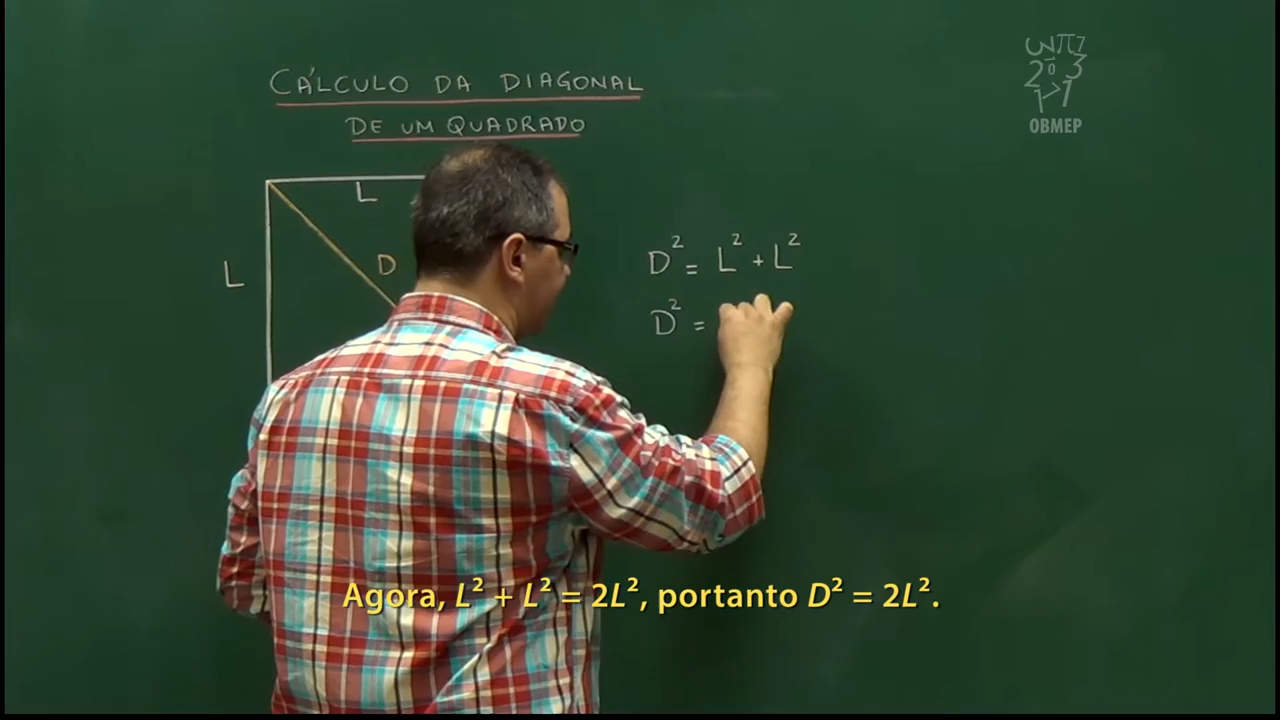 CÁLCULO DA DIAGONAL
DE UM QUADRADO
L
L
D
D² = L² + L²
D² =
OBMEP
Agora, L² + L² = 2L², portanto D² = 2L².